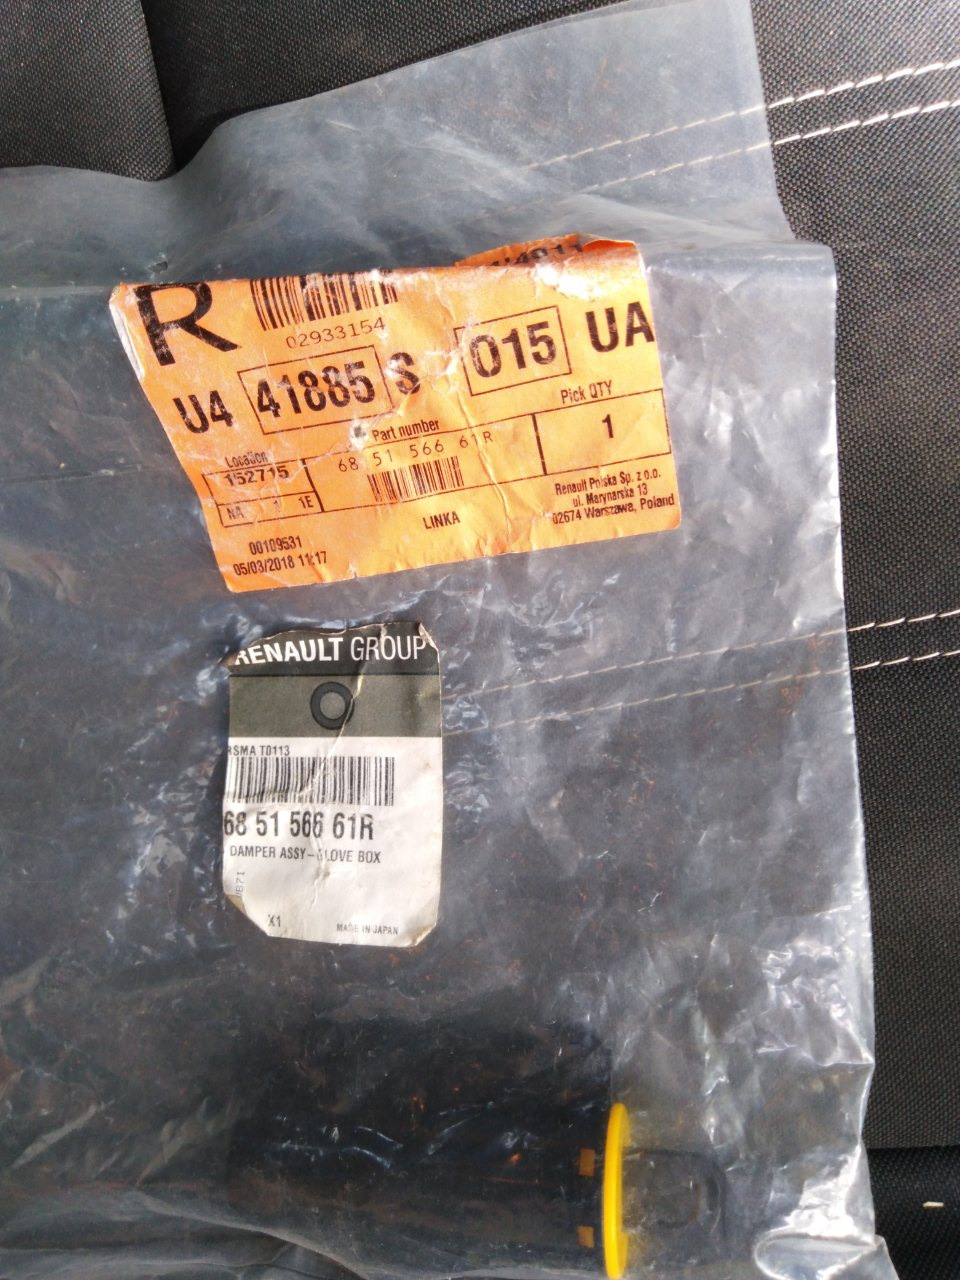 R
02933154
U4 41885 S 015 UA
Part number
Pick QTY
Location
152715
68 51 566 61R
1
NA 1 1E
LINKA
Renault Polska Sp. z o.o.
ul. Marynarska 13
02674 Warszawa, Poland
00109531
05/03/2018 11:17
RENAULT GROUP
RSMA T0113
68 51 566 61R
DAMPER ASSY-GLOVE BOX
X1
MADE IN JAPAN